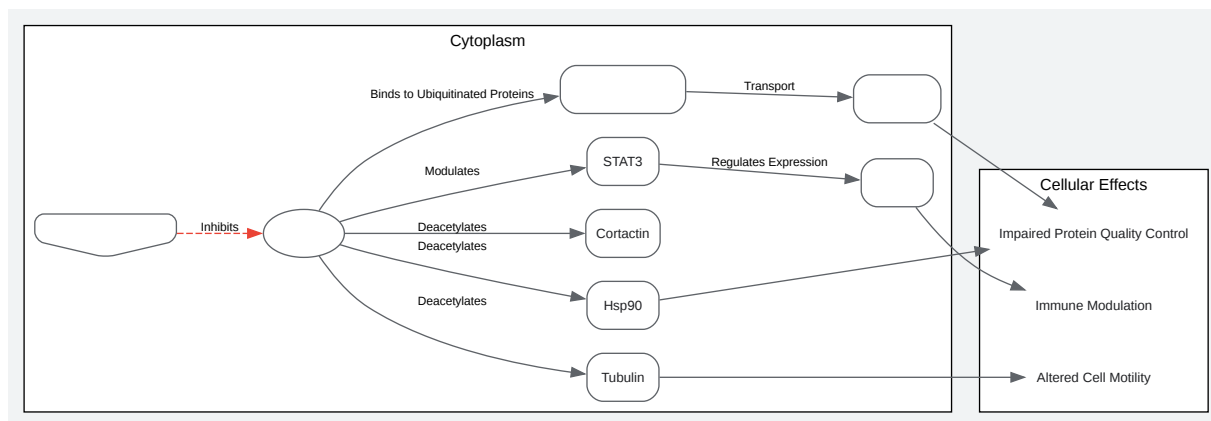 Cytoplasm
Binds to Ubiquitinated Proteins
Transport
Modulates
STAT3
Regulates Expression
Cellular Effects
Inhibits
Deacetylates
Cortactin
Impaired Protein Quality Control
Deacetylates
Deacetylates
Hsp90
Immune Modulation
Tubulin
Altered Cell Motility